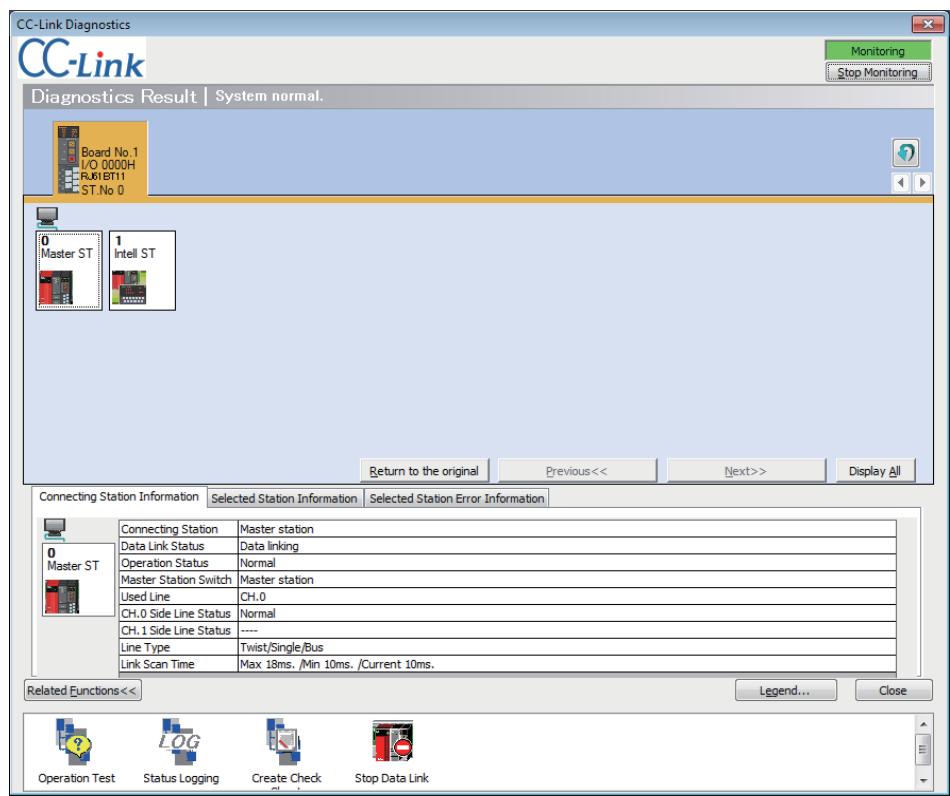 CC-Link Diagnostics
CC-Link
Monitoring
Stop Monitoring
Diagnostics Result | System normal.
Board No.1
I/O 0000H
RJ61BT11
ST.No 0
0
Master ST
1
Intell ST
Return to the original
Previous<<
Next>>
Display All
Connecting Station Information
Selected Station Information
Selected Station Error Information
0
Master ST
Connecting Station Master station
Data Link Status Data linking
Operation Status Normal
Master Station Switch Master station
Used Line CH.0
CH.0 Side Line Status Normal
CH.1 Side Line Status ----
Line Type Twist/Single/Bus
Link Scan Time Max 18ms. /Min 10ms. /Current 10ms.
Related Functions<<
Legend...
Close
LOG
Operation Test
Status Logging
Create Check
Stop Data Link